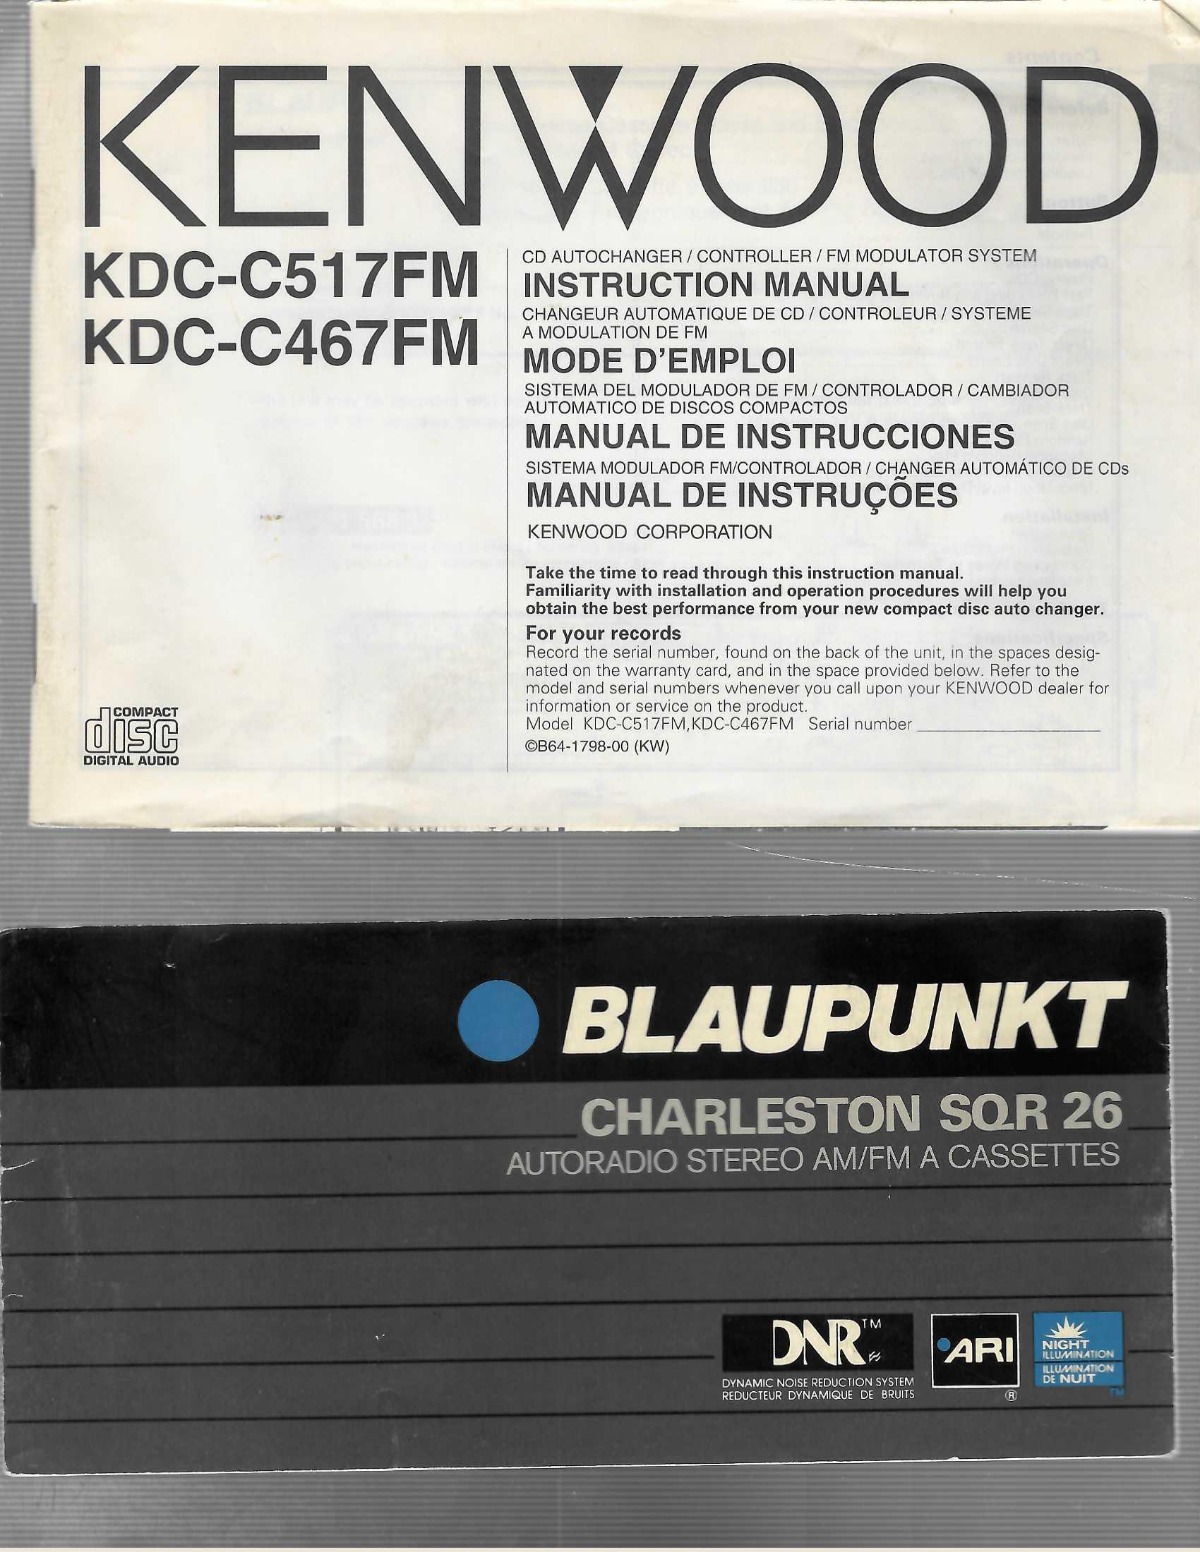 KENWOOD
KDC-C517FM
KDC-C467FM
CD AUTOCHANGER / CONTROLLER / FM MODULATOR SYSTEM
INSTRUCTION MANUAL
CHANGEUR AUTOMATIQUE DE CD / CONTROLEUR / SYSTEME
A MODULATION DE FM
MODE D'EMPLOI
SISTEMA DEL MODULADOR DE FM / CONTROLADOR / CAMBIADOR
AUTOMATICO DE DISCOS COMPACTOS
MANUAL DE INSTRUCCIONES
SISTEMA MODULADOR FM/CONTROLADOR / CHANGER AUTOMÁTICO DE CDs
MANUAL DE INSTRUÇÕES
KENWOOD CORPORATION
Take the time to read through this instruction manual.
Familiarity with installation and operation procedures will help you
obtain the best performance from your new compact disc auto changer.
For your records
Record the serial number, found on the back of the unit, in the spaces desig-
nated on the warranty card, and in the space provided below. Refer to the
model and serial numbers whenever you call upon your KENWOOD dealer for
information or service on the product.
Model KDC-C517FM,KDC-C467FM Serial number
©B64-1798-00 (KW)
COMPACT
disc
DIGITAL AUDIO
BLAUPUNKT
CHARLESTON SQR 26
AUTORADIO STEREO AM/FM A CASSETTES
DNR™
DYNAMIC NOISE REDUCTION SYSTEM
REDUCTEUR DYNAMIQUE DE BRUITS
ARI
®
NIGHT
ILLUMINATION
ILLUMINATION
DE NUIT
™